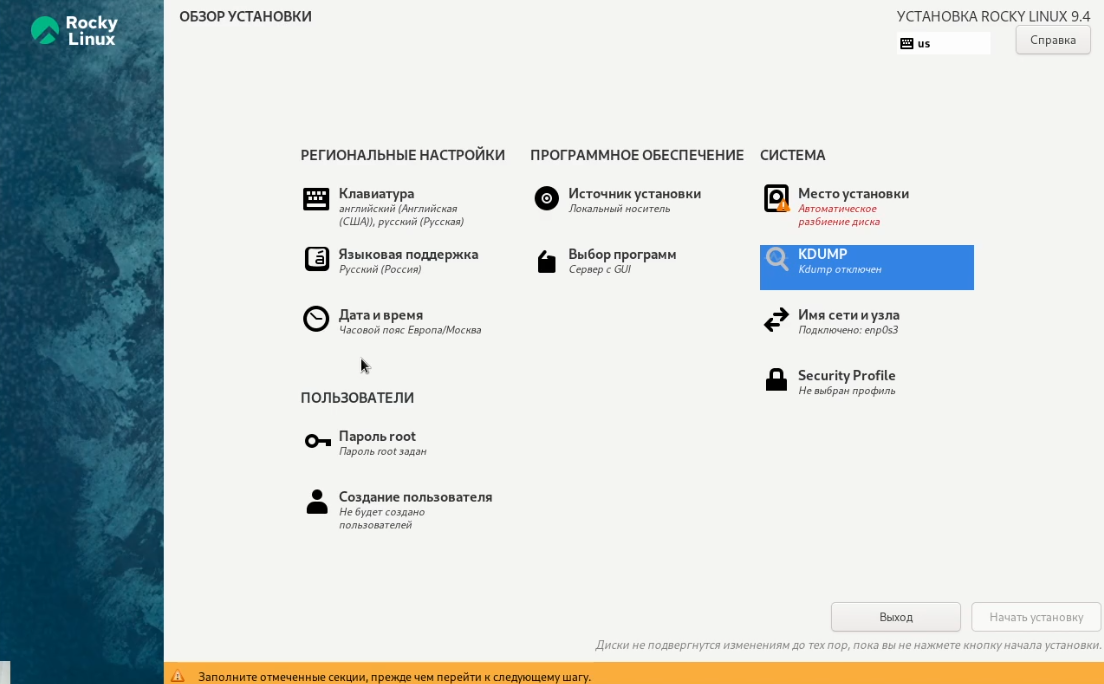 Rocky
Linux
ОБЗОР УСТАНОВКИ
УСТАНОВКА ROCKY LINUX 9.4
us
Справка
РЕГИОНАЛЬНЫЕ НАСТРОЙКИ
Клавиатура
английский (Английская
(США)), русский (Русская)
Языковая поддержка
Русский (Россия)
Дата и время
Часовой пояс Европа/Москва
ПОЛЬЗОВАТЕЛИ
Пароль root
Пароль root задан
Создание пользователя
Не будет создано
пользователей
ПРОГРАММНОЕ ОБЕСПЕЧЕНИЕ
Источник установки
Локальный носитель
Выбор программ
Сервер с GUI
СИСТЕМА
Место установки
Автоматическое
разбиение диска
KDUMP
Kdump отключен
Имя сети и узла
Подключено: enp0s3
Security Profile
Не выбран профиль
Выход
Начать установку
Диски не подвергнутся изменениям до тех пор, пока вы не нажмете кнопку начала установки.
Заполните отмеченные секции, прежде чем перейти к следующему шагу.